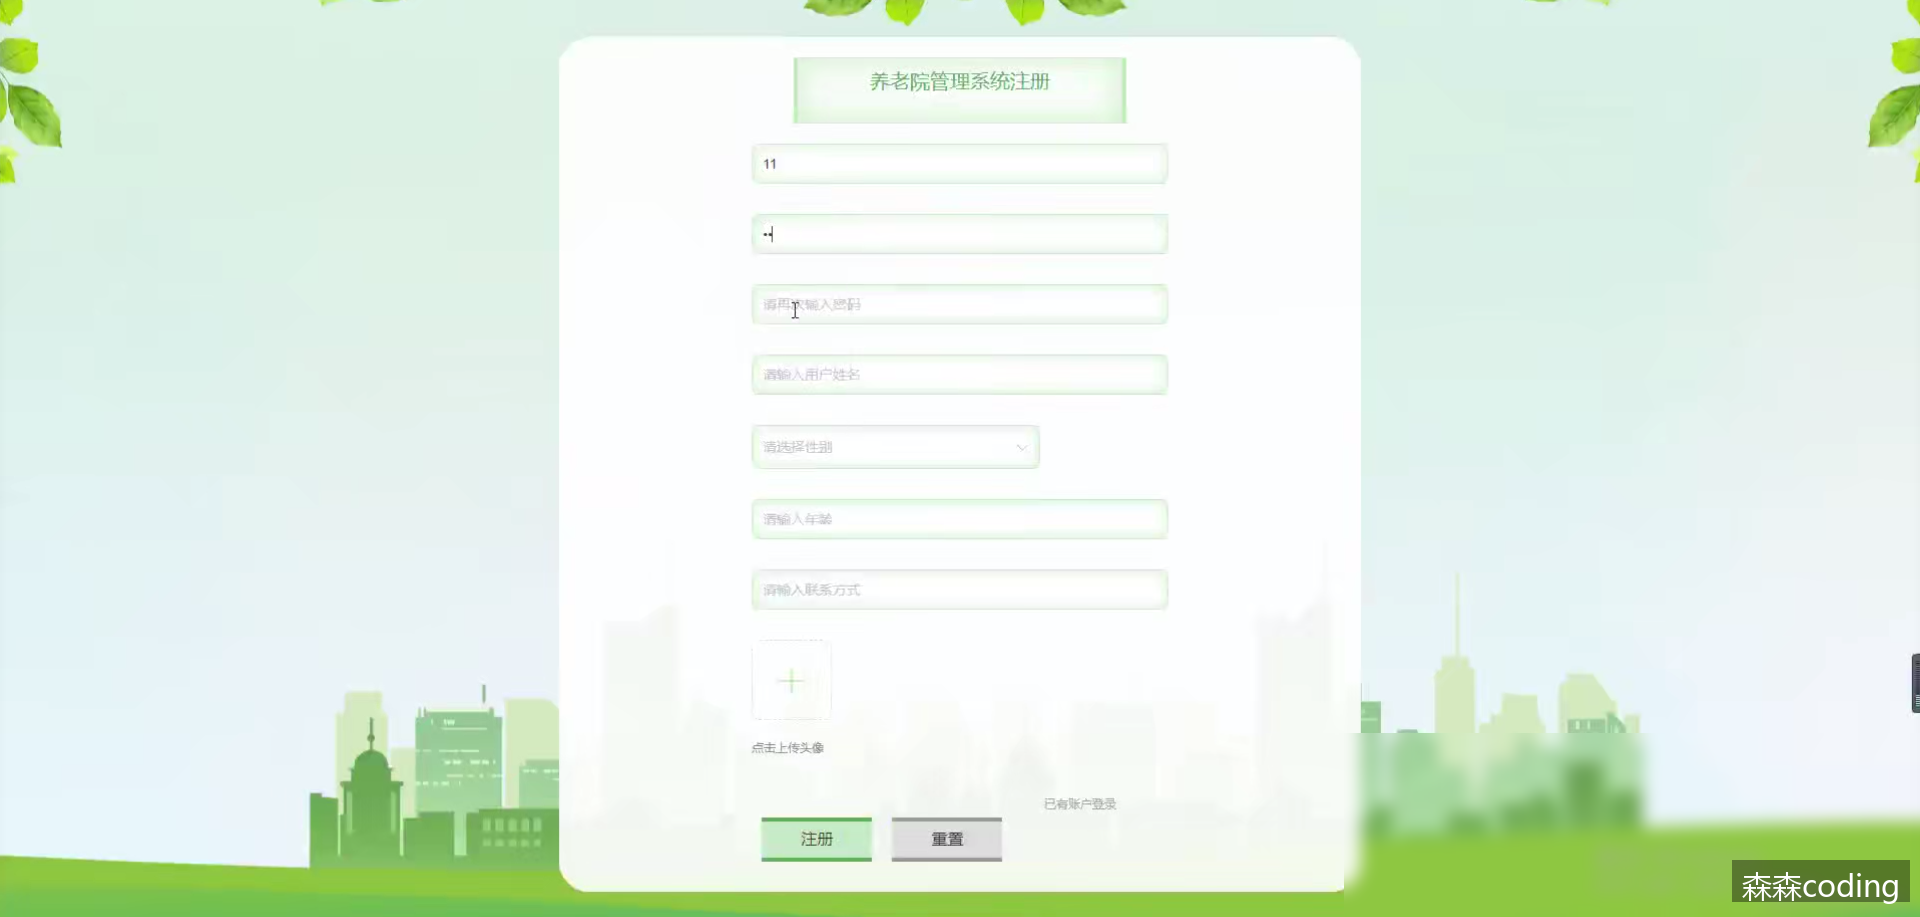 养老院管理系统注册
11
请再次输入密码
请输入用户姓名
请选择性别
请输入年龄
请输入联系方式
点击上传头像
已有账户登录
注册
重置
森森coding